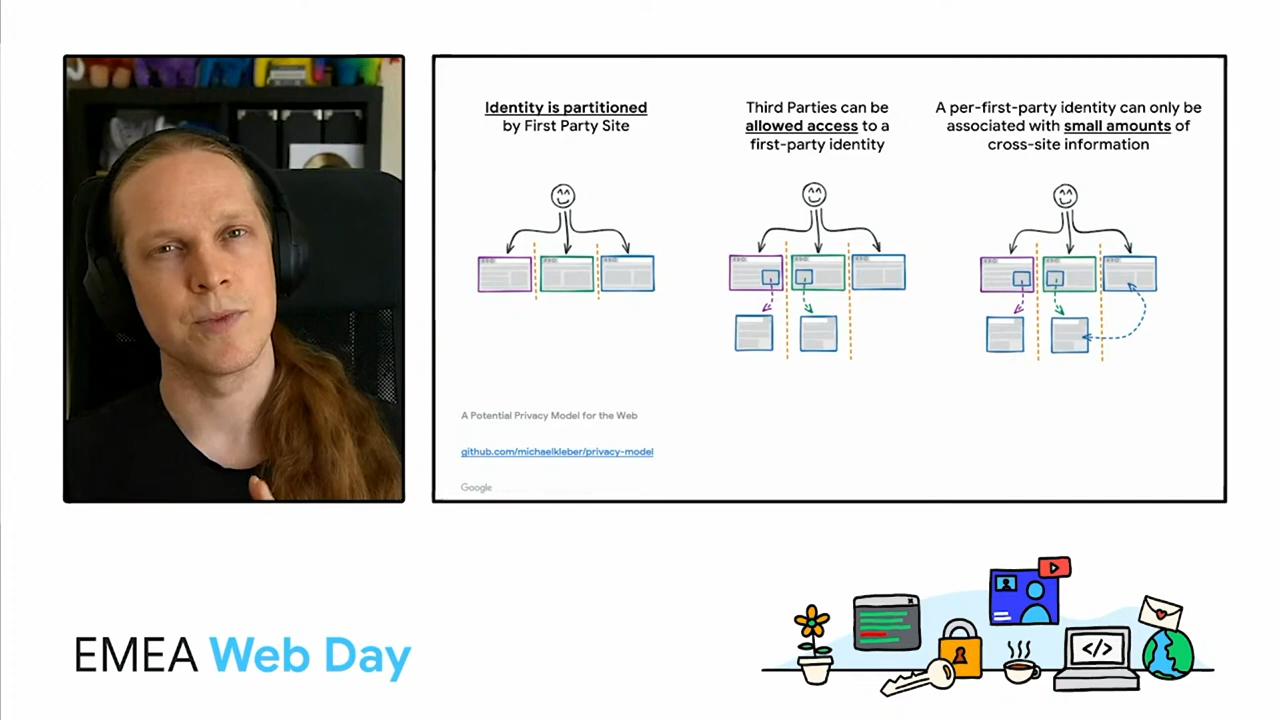 Identity is partitioned
by First Party Site
Third Parties can be
allowed access to a
first-party identity
A per-first-party identity can only be
associated with small amounts of
cross-site information
A Potential Privacy Model for the Web
github.com/michaelkleber/privacy-model
Google
EMEA Web Day
</>